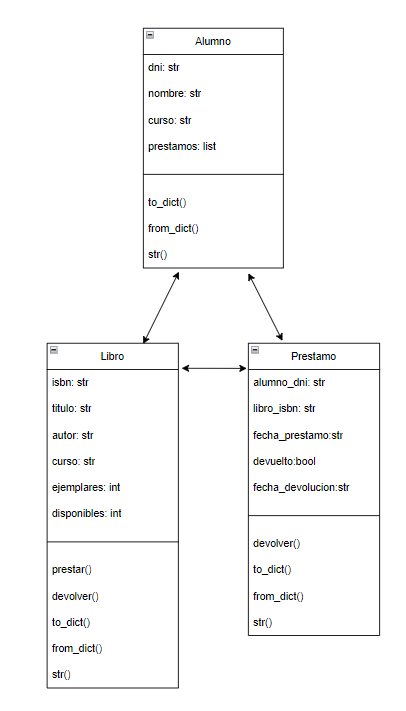 Alumno
dni: str
nombre: str
curso: str
prestamos: list
to_dict()
from_dict()
str()
Libro
isbn: str
titulo: str
autor: str
curso: str
ejemplares: int
disponibles: int
prestar()
devolver()
to_dict()
from_dict()
str()
Prestamo
alumno_dni: str
libro_isbn: str
fecha_prestamo:str
devuelto:bool
fecha_devolucion:str
devolver()
to_dict()
from_dict()
str()